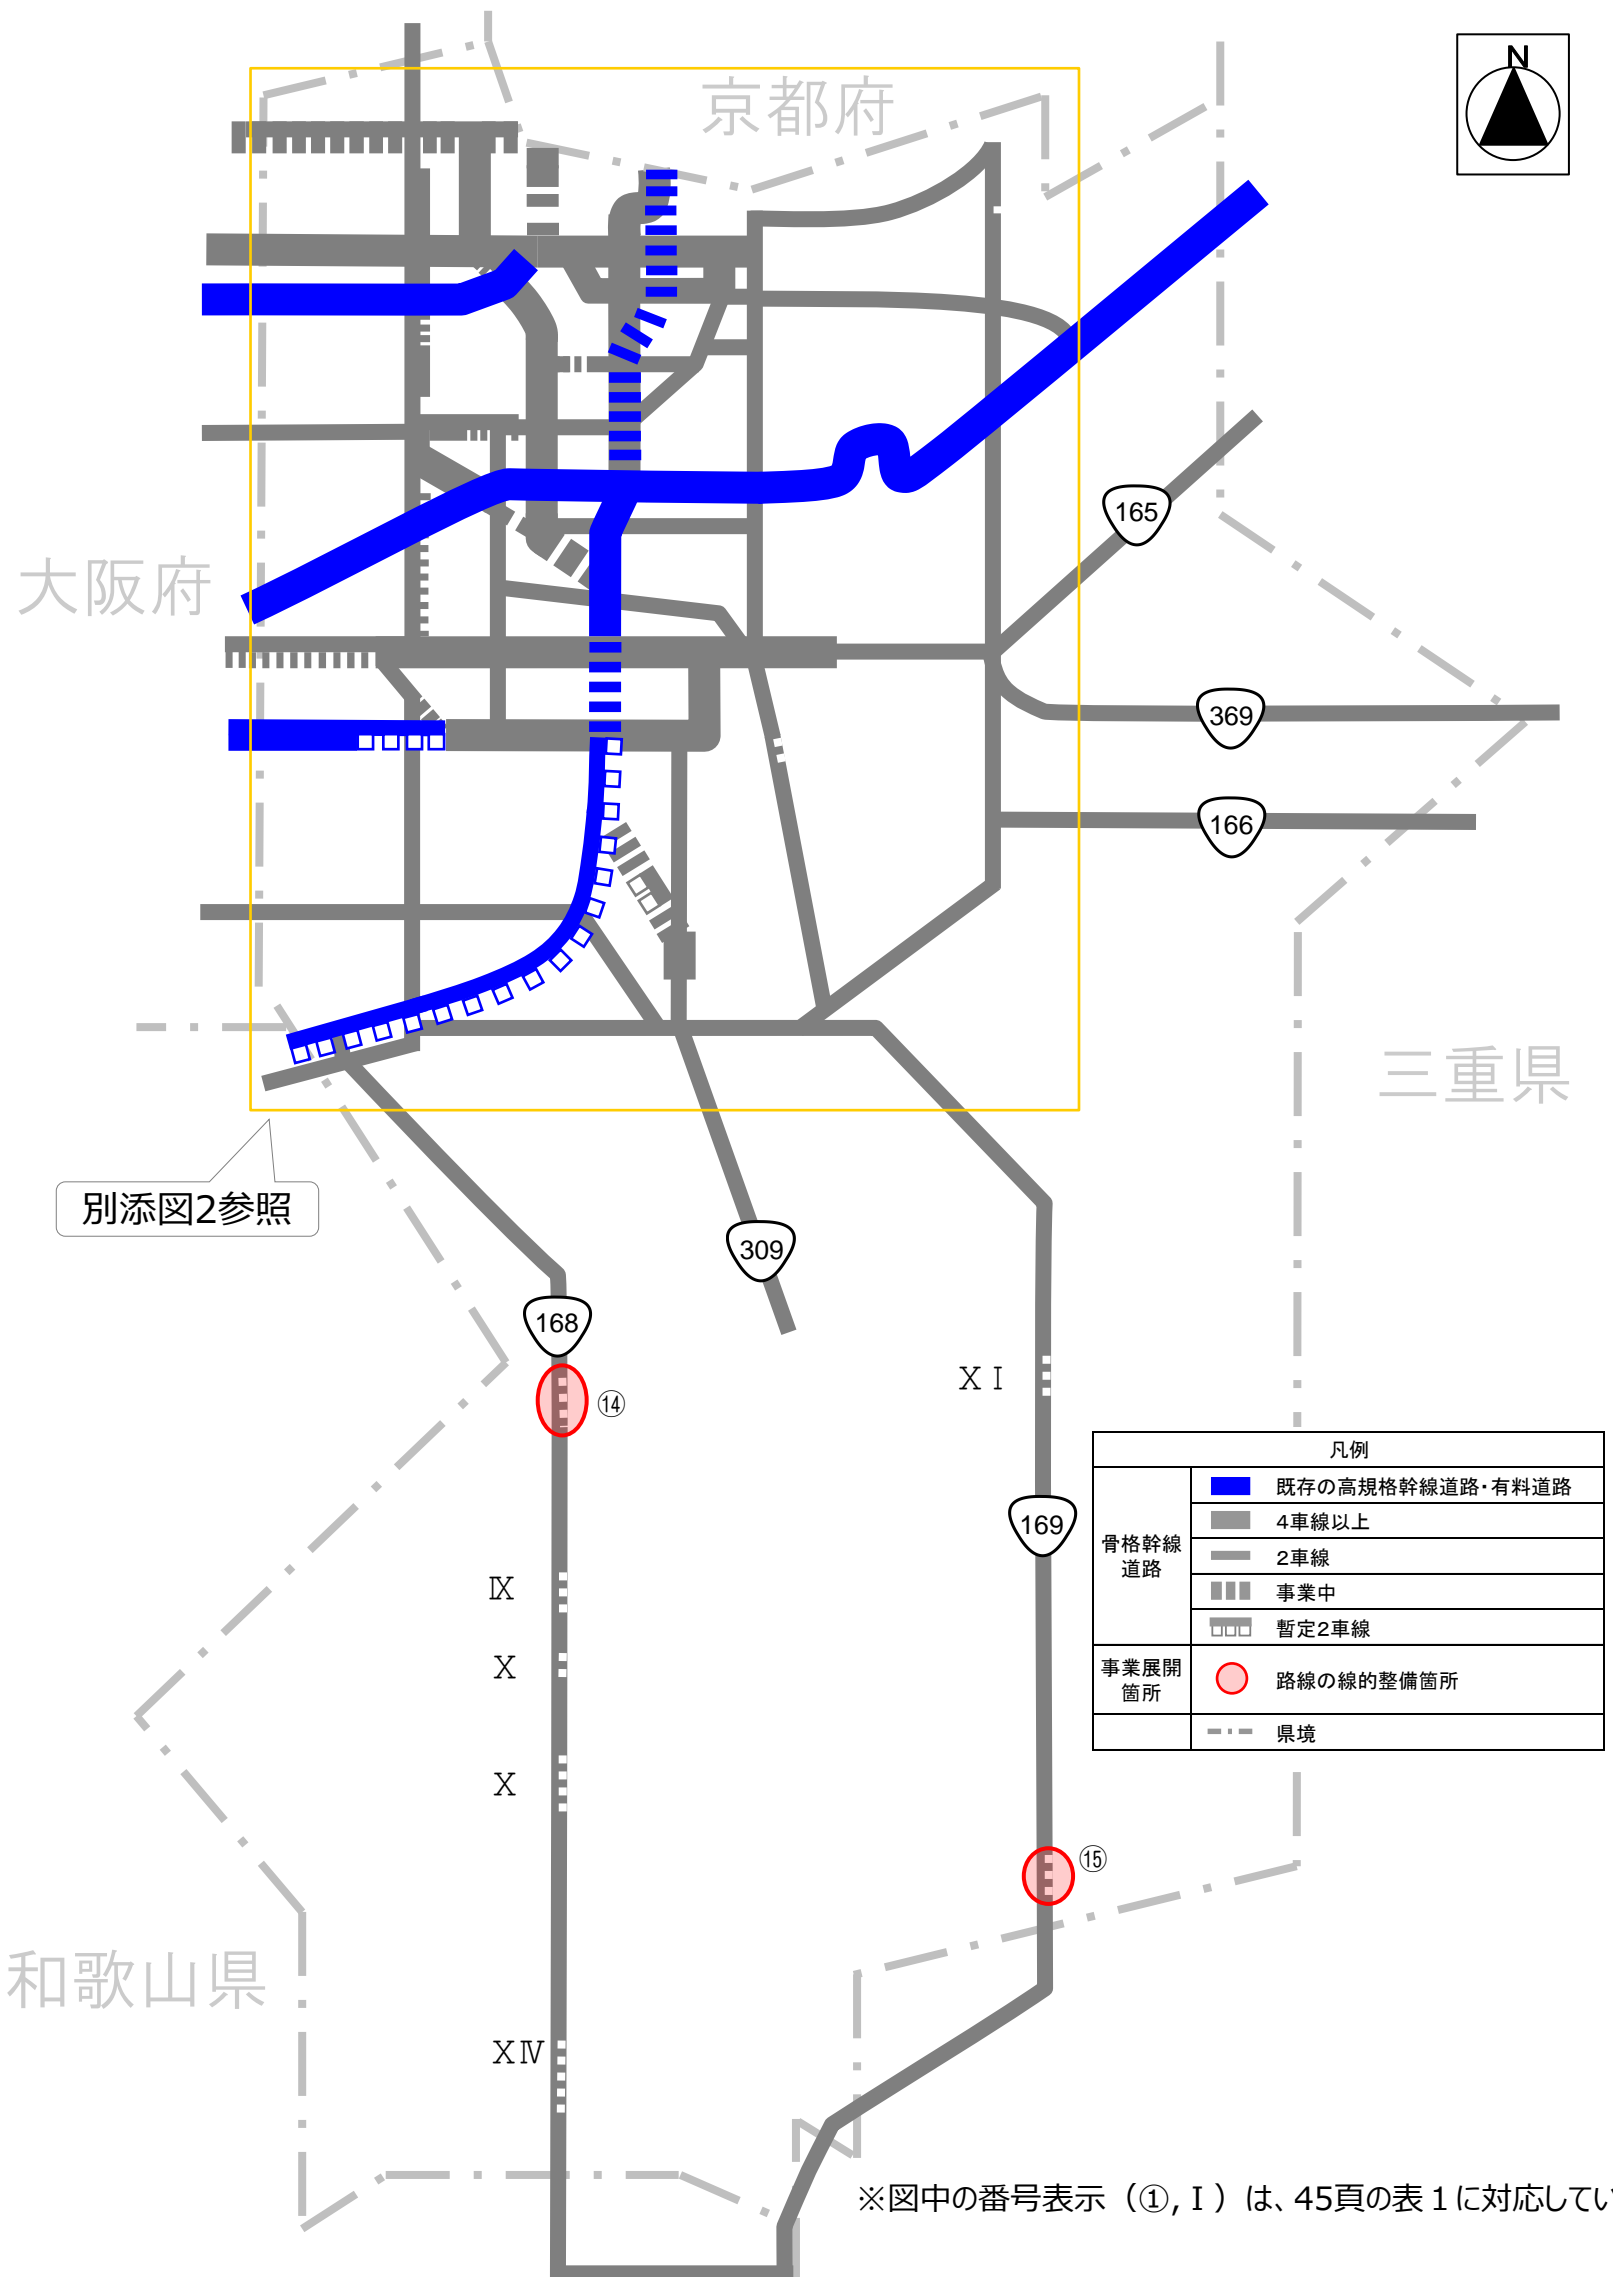 N
京都府
大阪府
165
369
166
三重県
別添図2参照
309
168
ⅩⅠ
⑭
169
凡例
骨格幹線
道路
既存の高規格幹線道路・有料道路
4車線以上
2車線
事業中
暫定2車線
事業展開
箇所
路線の線的整備箇所
県境
Ⅸ
Ⅹ
Ⅹ
⑮
和歌山県
ⅩⅣ
※図中の番号表示（①,Ⅰ）は、45頁の表１に対応してい